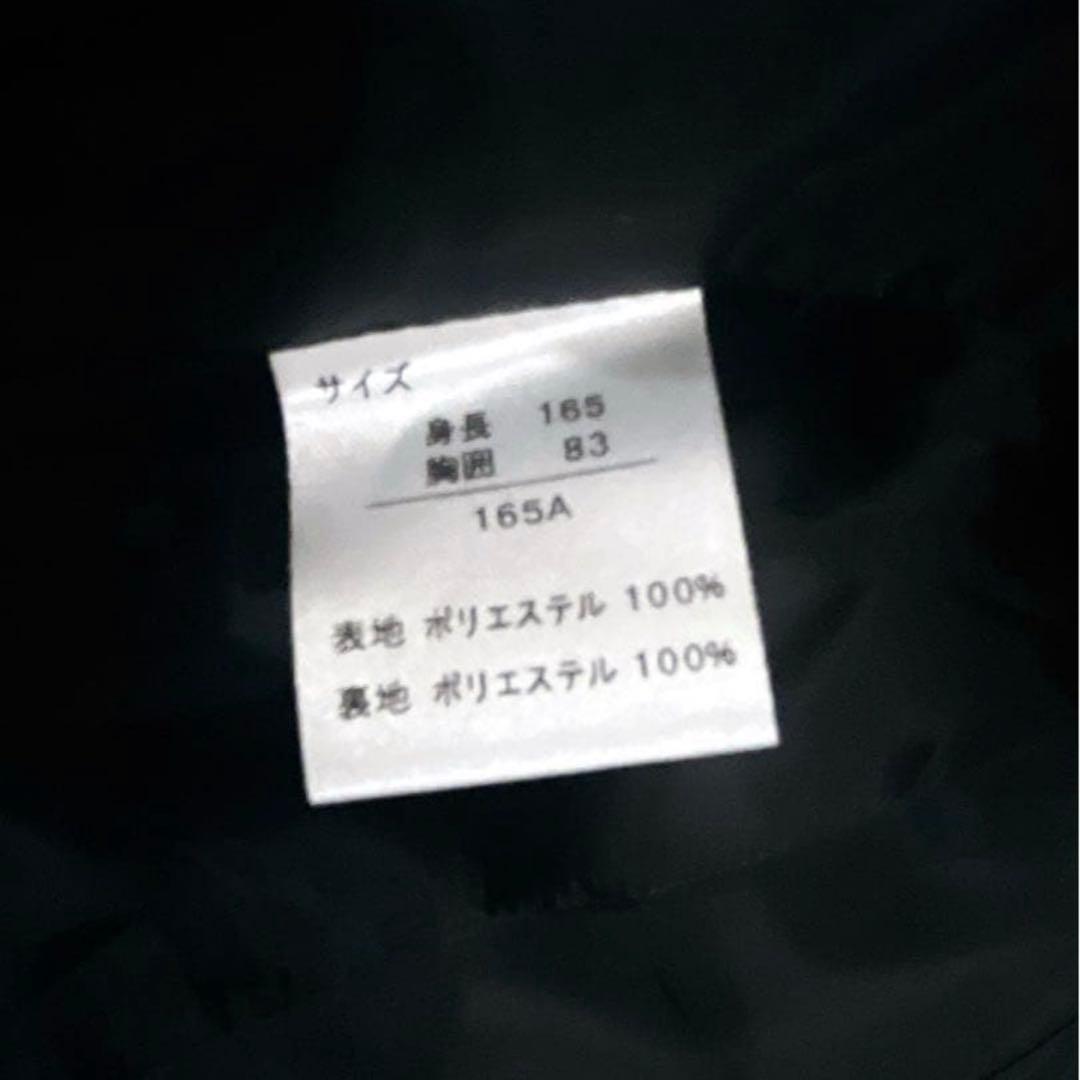 サイズ
身長 165
胸囲 83
165A
表地 ポリエステル 100%
裏地 ポリエステル 100%